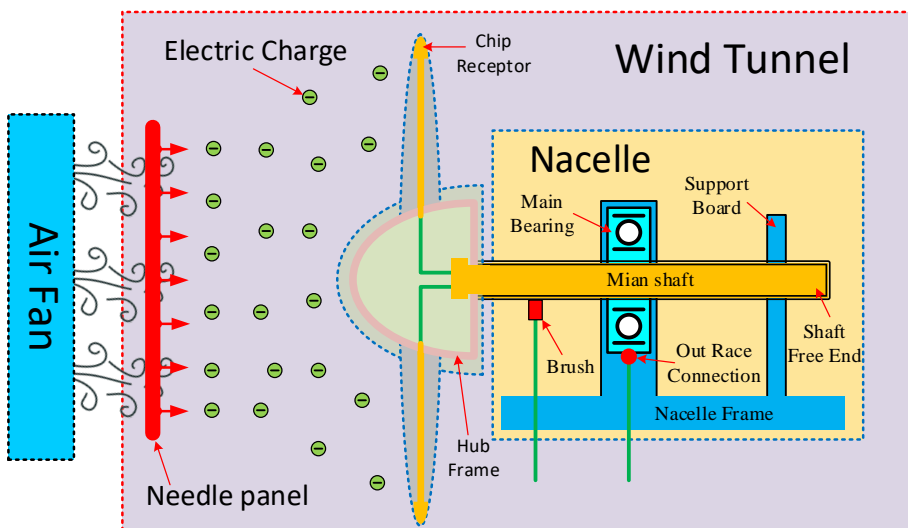 Electric Charge
Chip
Receptor
Wind Tunnel
Air Fan
Nacelle
Main
Bearing
Support
Board
Mian shaft
Shaft
Free End
Brush
Out Race
Connection
Nacelle Frame
Hub
Frame
Needle panel